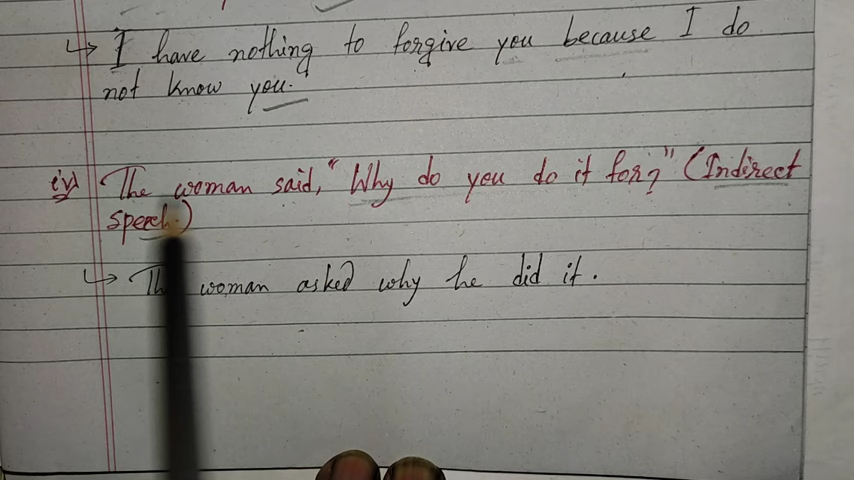 ↳ I have nothing to forgive you because I do
not know you.
iv) The woman said, "Why do you do it for?" (Indirect
speech.)
↳ The woman asked why he did it.